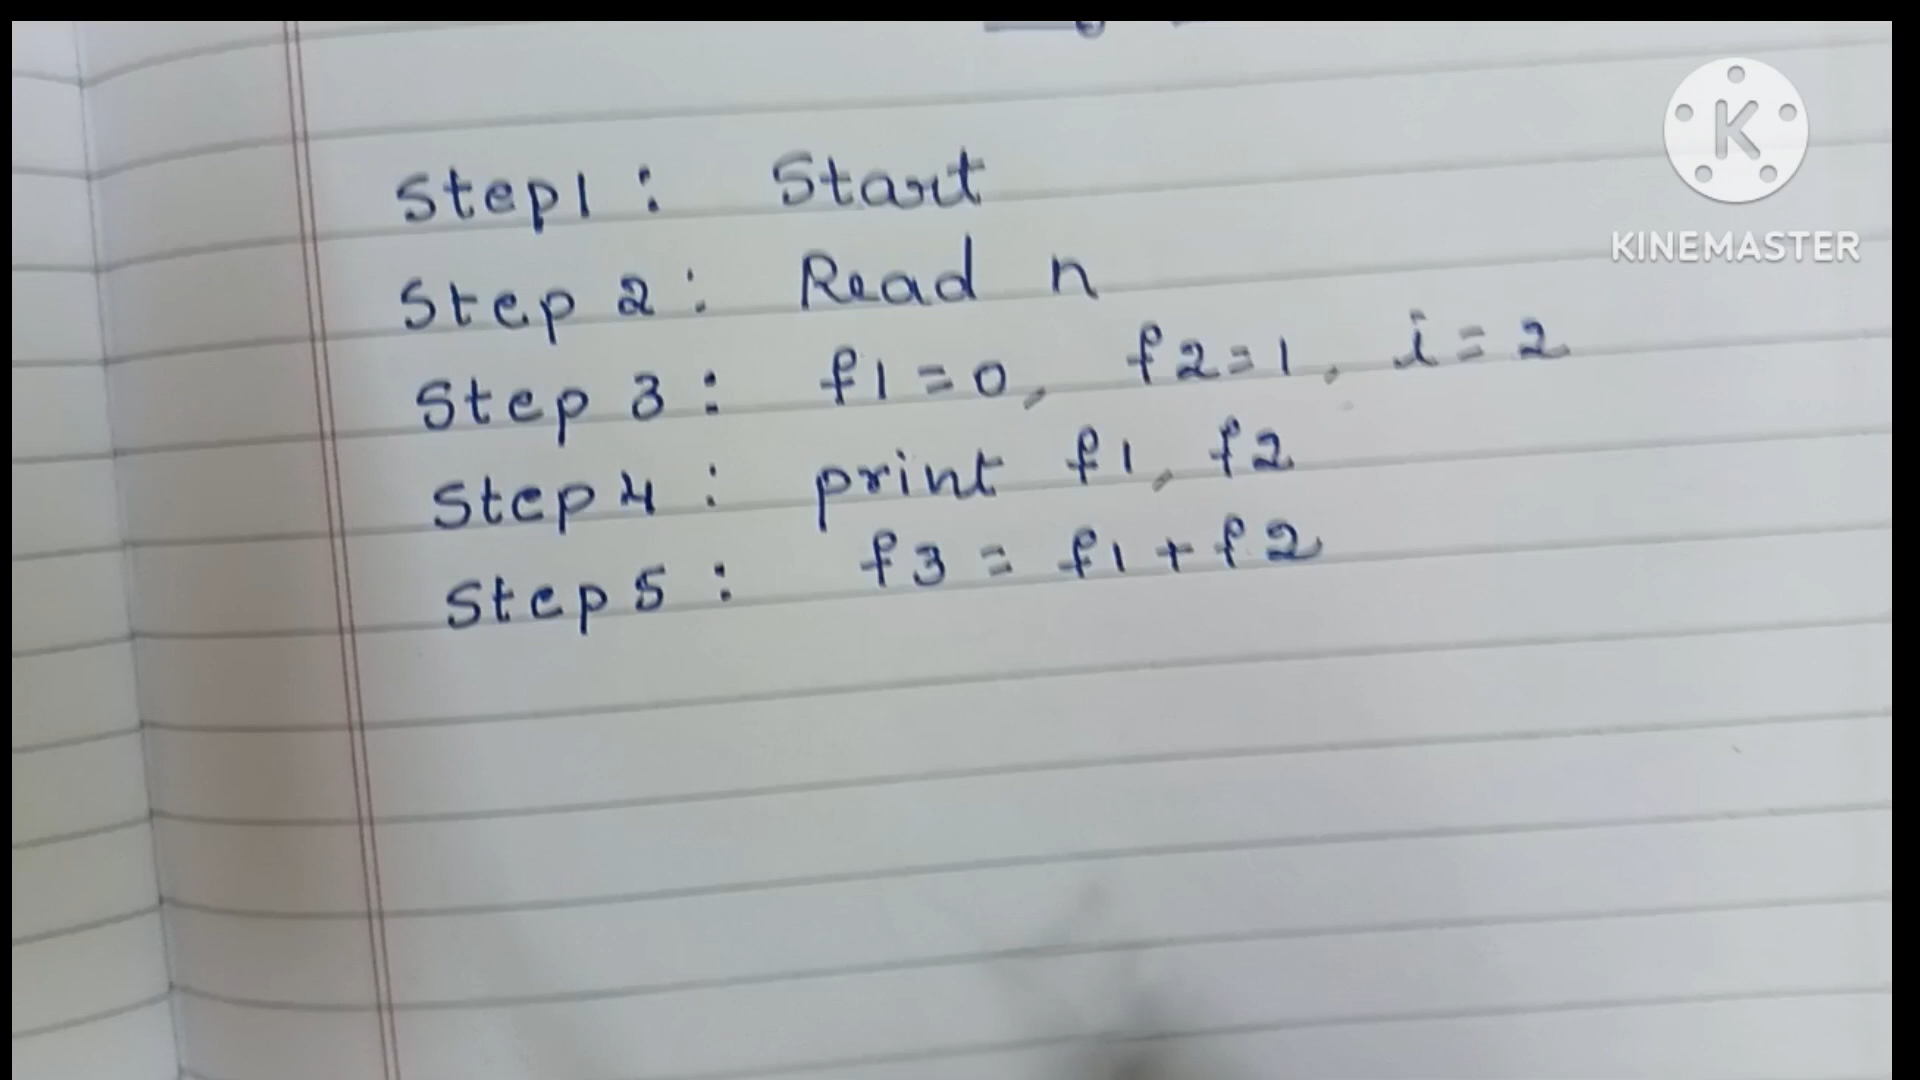 Step1 : Start
Step 2 : Read n
Step 3 : f1 = 0, f2 = 1, i = 2
Step 4 : print f1, f2
Step 5 : f3 = f1 + f2
K
KINEMASTER